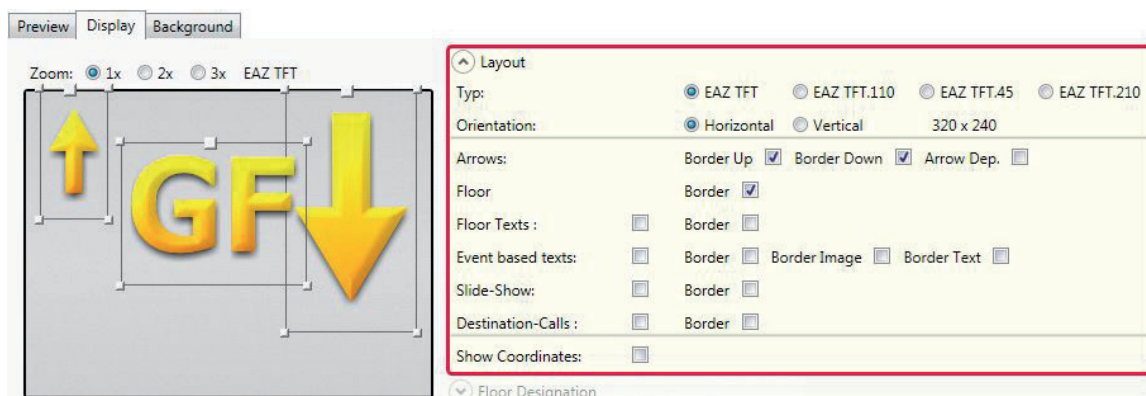 Preview Display Background
Zoom: 1x 2x 3x EAZ TFT
GF
Layout
Typ: EAZ TFT EAZ TFT.110 EAZ TFT.45 EAZ TFT.210
Orientation: Horizontal Vertical 320 x 240
Arrows: Border Up Border Down Arrow Dep.
Floor Border
Floor Texts : Border
Event based texts: Border Border Image Border Text
Slide-Show: Border
Destination-Calls : Border
Show Coordinates:
Floor Designation